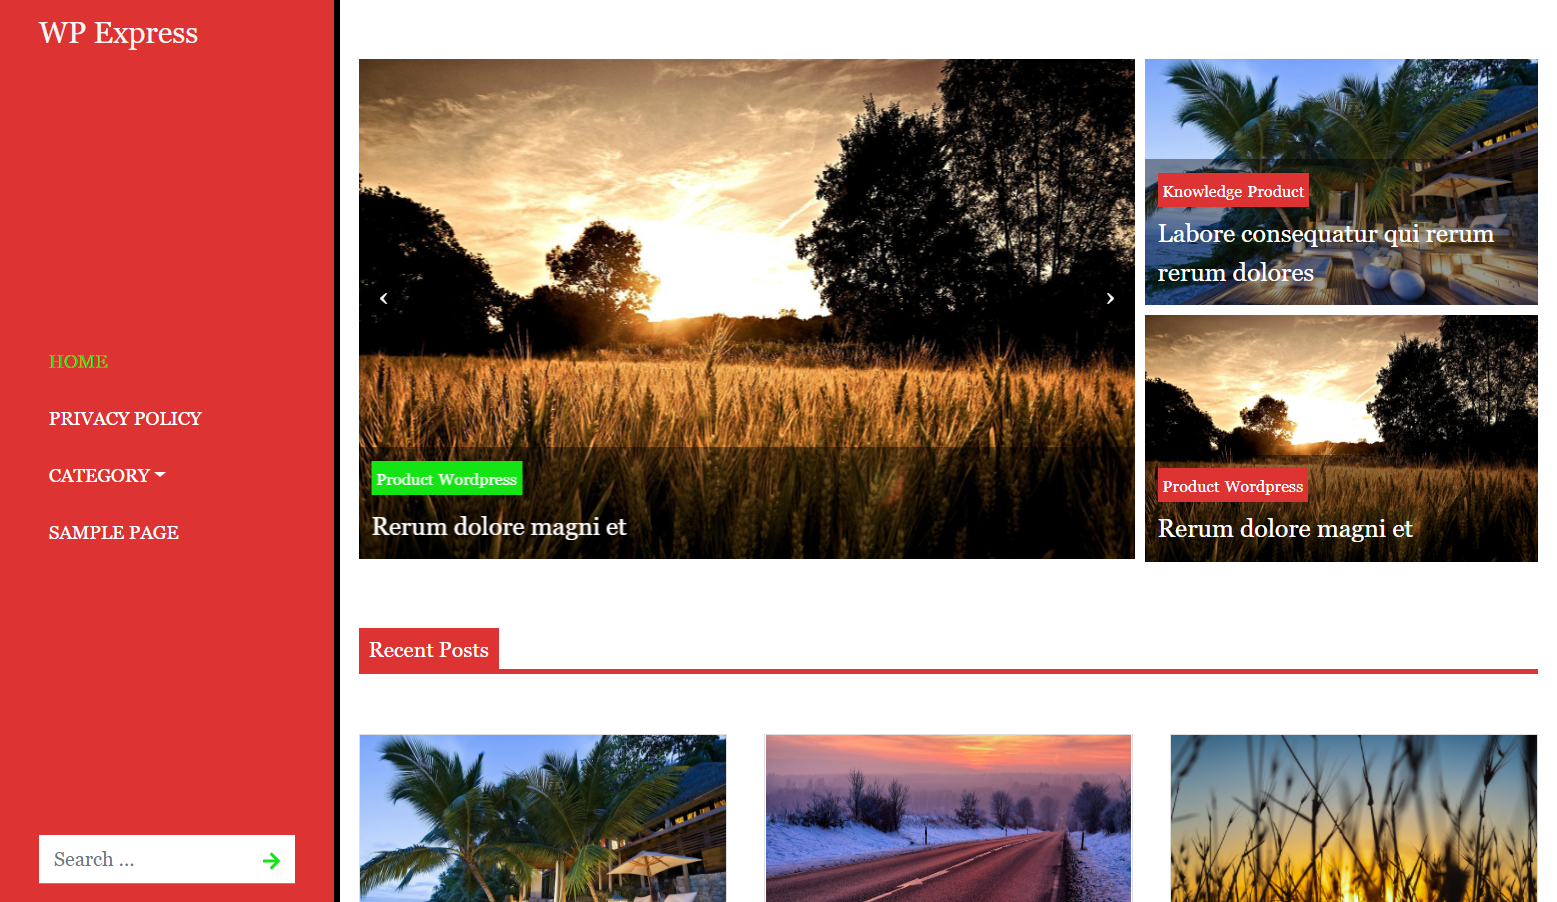 WP Express
HOME
PRIVACY POLICY
CATEGORY
SAMPLE PAGE
Search ...
Product Wordpress
Rerum dolore magni et
Knowledge Product
Labore consequatur qui rerum
rerum dolores
Product Wordpress
Rerum dolore magni et
Recent Posts